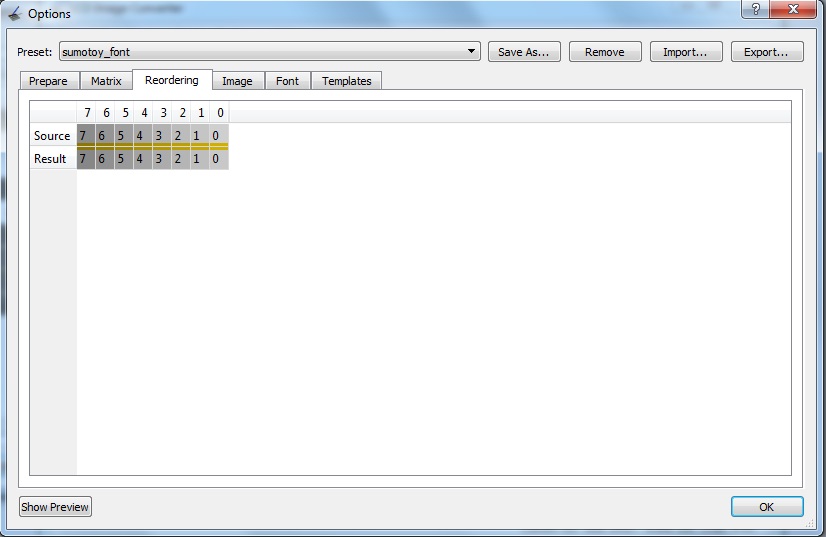 Options
Preset: sumotoy_font Save As... Remove Import... Export...
Prepare Matrix Reordering Image Font Templates
7 6 5 4 3 2 1 0
Source 7 6 5 4 3 2 1 0
Result 7 6 5 4 3 2 1 0
Show Preview OK